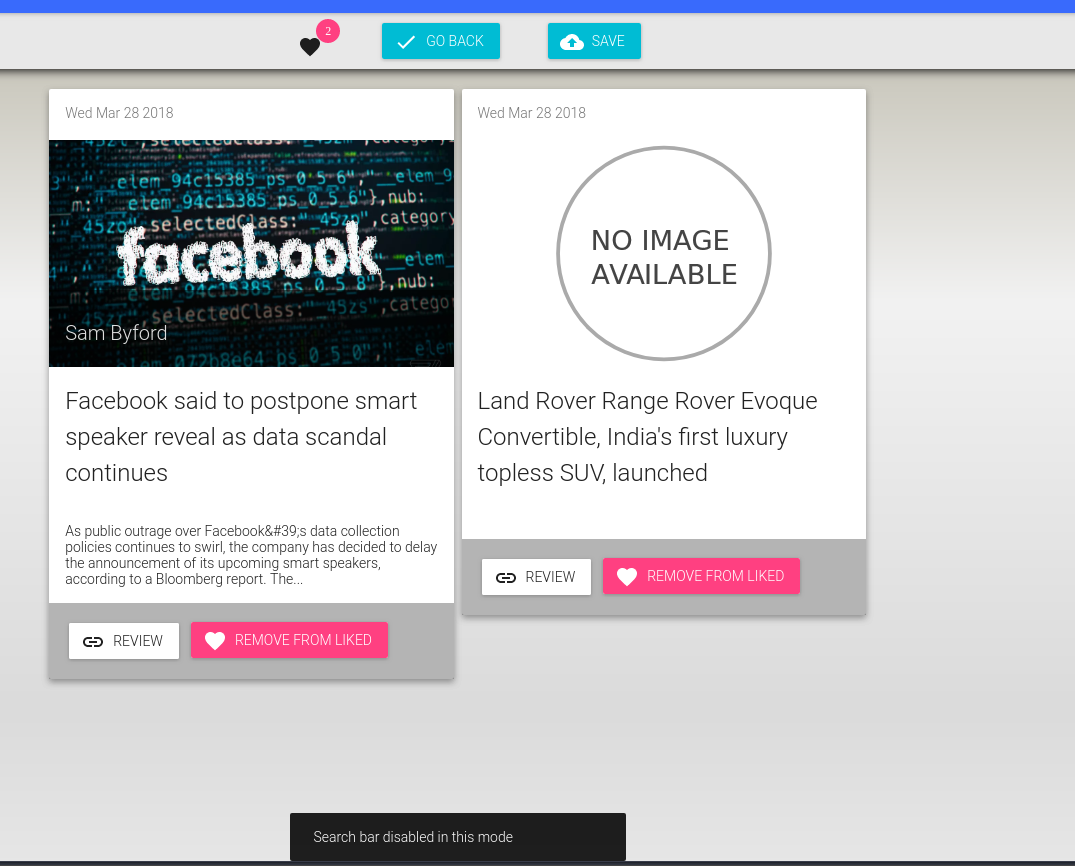 2
GO BACK
SAVE
Wed Mar 28 2018
facebook
Sam Byford
Facebook said to postpone smart
speaker reveal as data scandal
continues
As public outrage over Facebook&#39;s data collection
policies continues to swirl, the company has decided to delay
the announcement of its upcoming smart speakers,
according to a Bloomberg report. The...
REVIEW
REMOVE FROM LIKED
Wed Mar 28 2018
NO IMAGE
AVAILABLE
Land Rover Range Rover Evoque
Convertible, India's first luxury
topless SUV, launched
REVIEW
REMOVE FROM LIKED
Search bar disabled in this mode